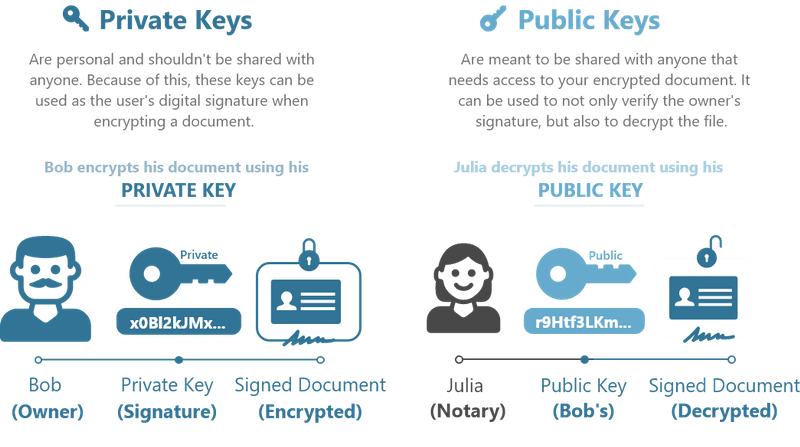 Private Keys
Are personal and shouldn't be shared with
anyone. Because of this, these keys can be
used as the user's digital signature when
encrypting a document.
Bob encrypts his document using his
PRIVATE KEY
Private
x0Bl2kJMx...
Bob
(Owner)
Private Key
(Signature)
Signed Document
(Encrypted)
Public Keys
Are meant to be shared with anyone that
needs access to your encrypted document. It
can be used to not only verify the owner's
signature, but also to decrypt the file.
Julia decrypts his document using his
PUBLIC KEY
Public
r9Htf3LKm...
Julia
(Notary)
Public Key
(Bob's)
Signed Document
(Decrypted)